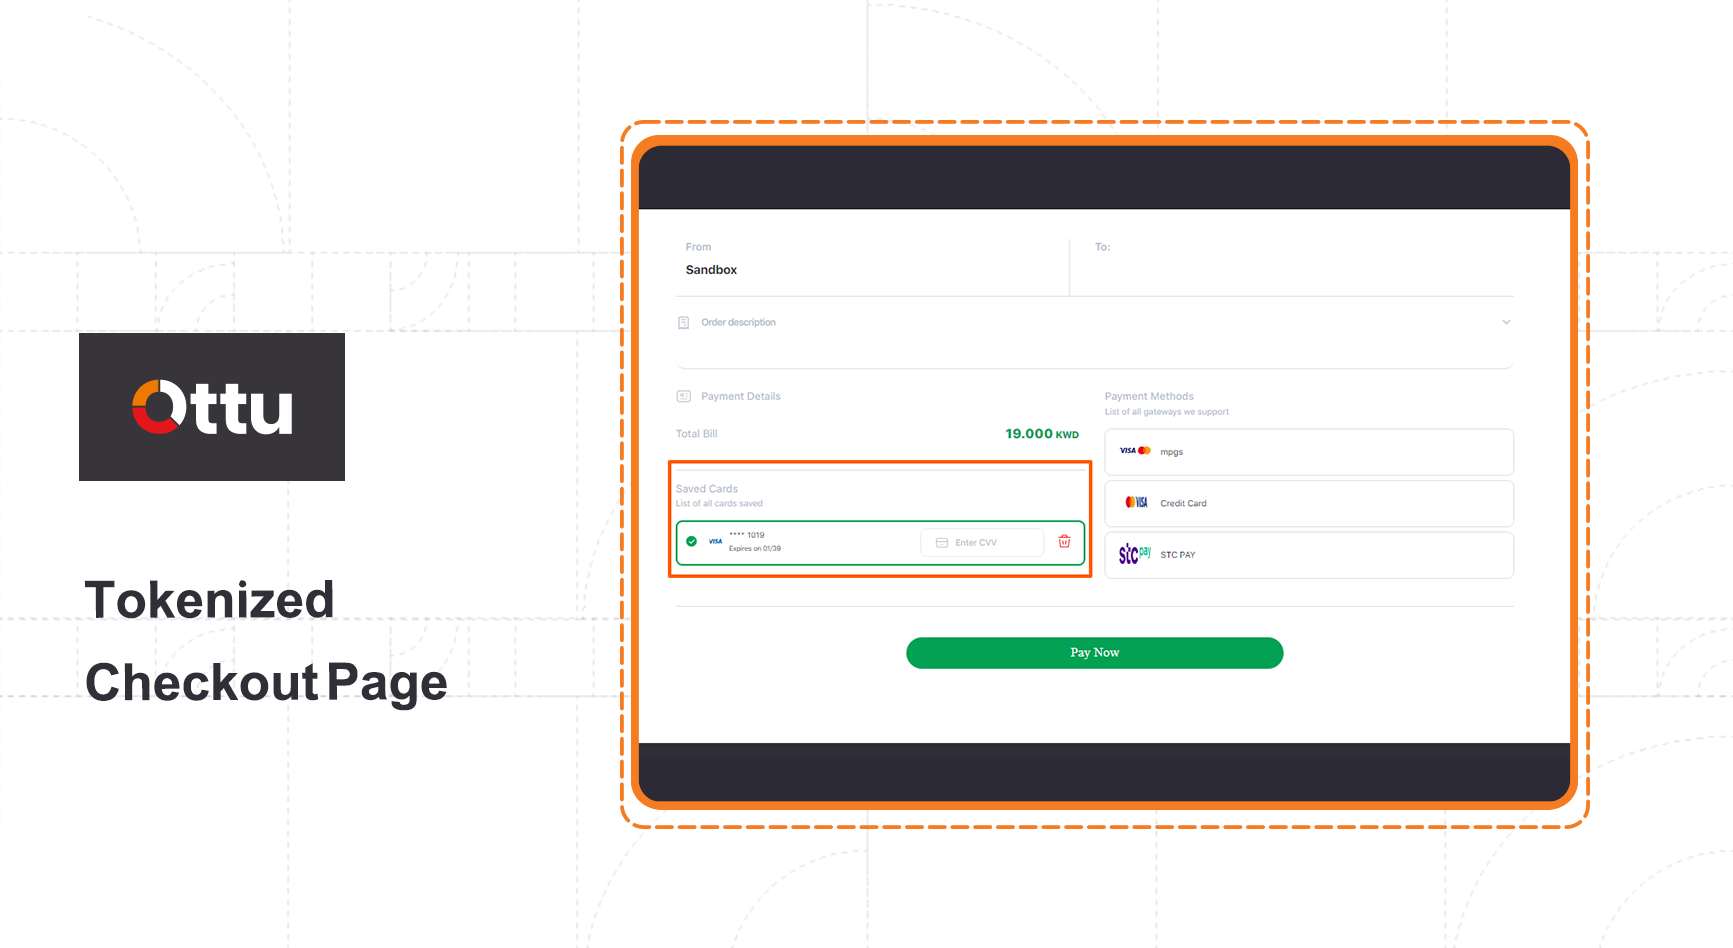 Ottu
Tokenized
Checkout Page
From
Sandbox
To:
Order description
Payment Details
Total Bill
19.000 KWD
Saved Cards
List of all cards saved
VISA
**** 1019
Expires on 01/39
Enter CVV
Payment Methods
List of all gateways we support
VISA mpgs
VISA Credit Card
stc pay STC PAY
Pay Now